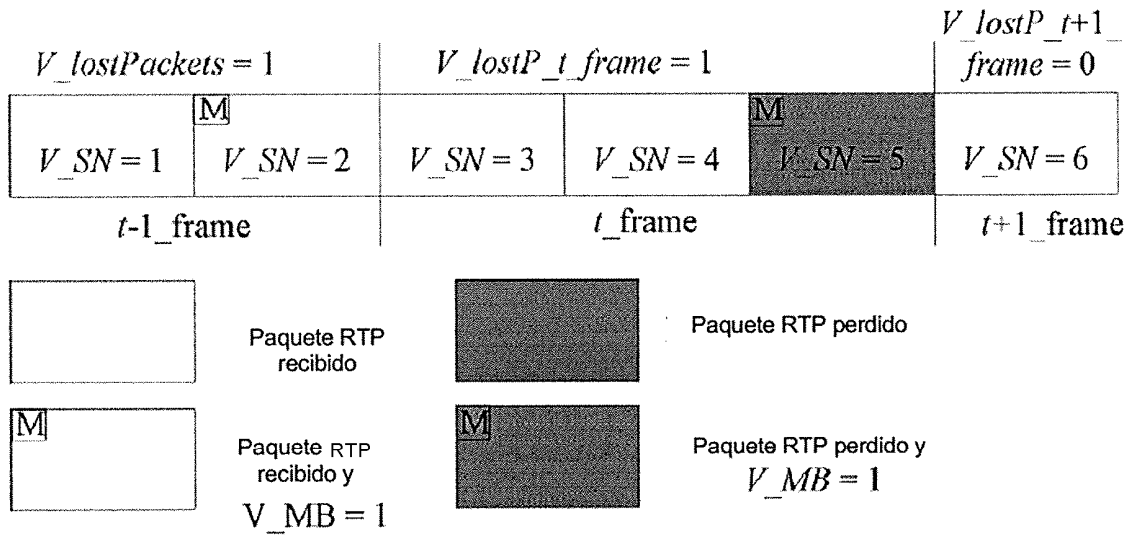 V_lostP_t+1_
V_lostPackets = 1 V_lostP_t_frame = 1 frame = 0
M M
V_SN = 1 V_SN = 2 V_SN = 3 V_SN = 4 V_SN = 5 V_SN = 6
t-1_frame t_frame t+1_frame
Paquete RTP
recibido
Paquete RTP perdido
M
Paquete RTP
recibido y
V_MB = 1
M
Paquete RTP perdido y
V_MB = 1